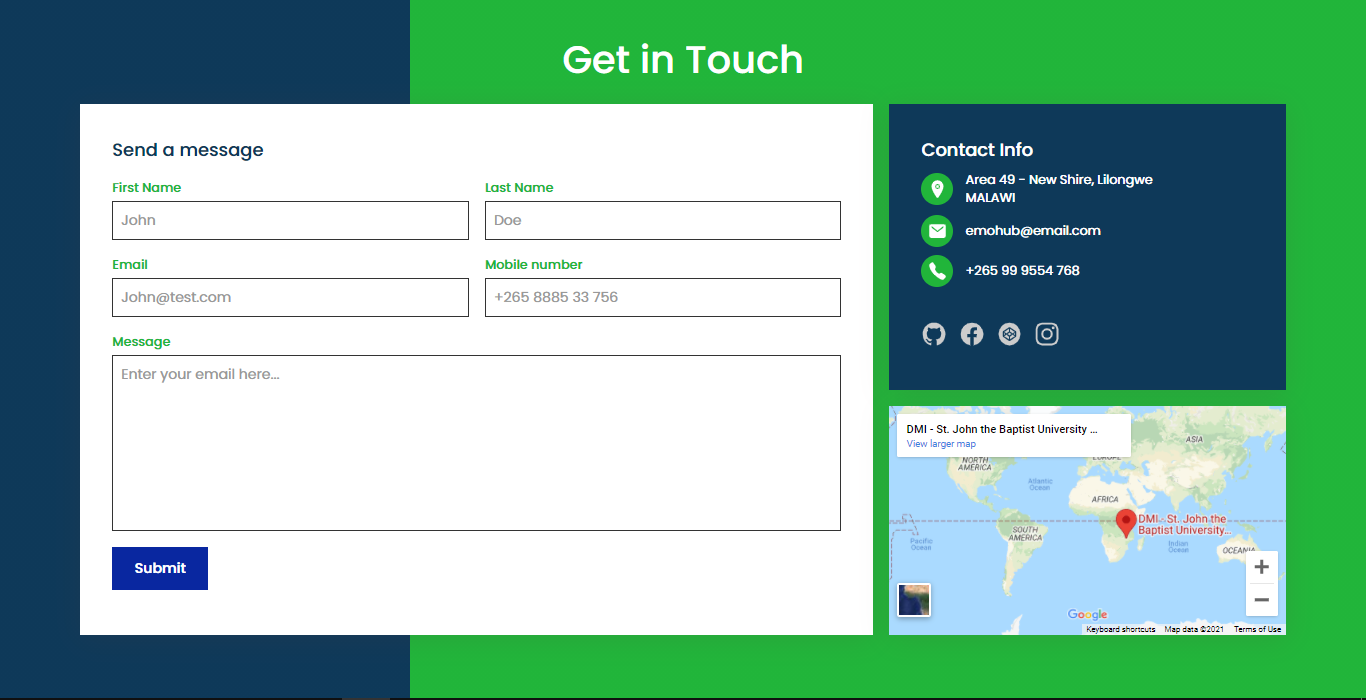 Get in Touch
Send a message
First Name
Last Name
John
Doe
Email
Mobile number
John@test.com
+265 8885 33 756
Message
Enter your email here...
Submit
Contact Info
Area 49 - New Shire, Lilongwe
MALAWI
emohub@email.com
+265 99 9554 768
DMI - St. John the Baptist University ...
View larger map
ASIA
EUROPE
NORTH
AMERICA
Atlantic
Ocean
AFRICA
DMI - St. John the
Baptist University...
SOUTH
AMERICA
Pacific
Ocean
Indian
Ocean
OCEANIA
Google
Keyboard shortcuts
Map data ©2021
Terms of Use